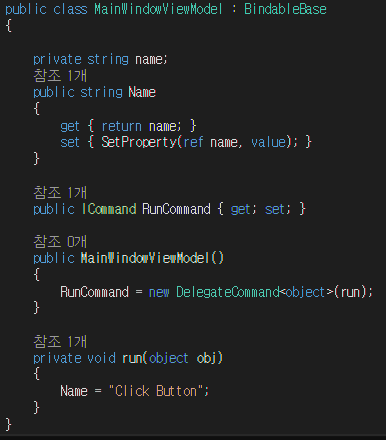 public class MainWindowViewModel : BindableBase
{
private string name;
참조 1개
public string Name
{
get { return name; }
set { SetProperty(ref name, value); }
}
참조 1개
public ICommand RunCommand { get; set; }
참조 0개
public MainWindowViewModel()
{
RunCommand = new DelegateCommand<object>(run);
}
참조 1개
private void run(object obj)
{
Name = "Click Button";
}
}